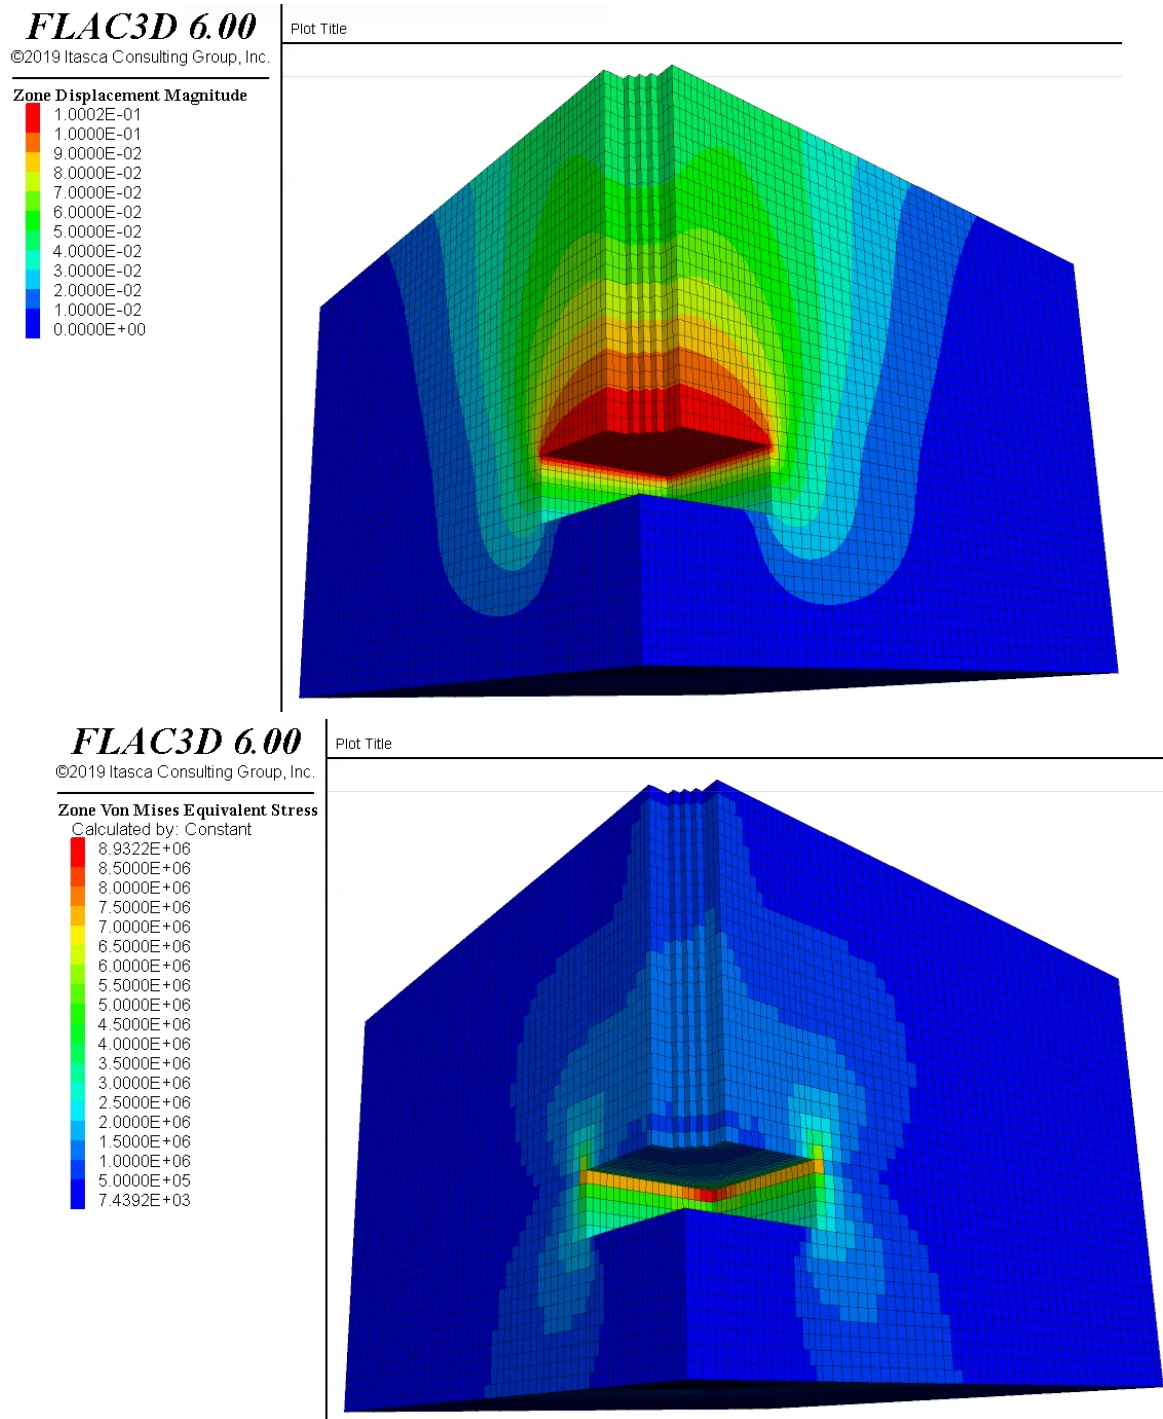 FLAC3D 6.00
©2019 Itasca Consulting Group, Inc.
Plot Title
Zone Displacement Magnitude
1.0002E-01
1.0000E-01
9.0000E-02
8.0000E-02
7.0000E-02
6.0000E-02
5.0000E-02
4.0000E-02
3.0000E-02
2.0000E-02
1.0000E-02
0.0000E+00
FLAC3D 6.00
©2019 Itasca Consulting Group, Inc.
Plot Title
Zone Von Mises Equivalent Stress
Calculated by: Constant
8.9322E+06
8.5000E+06
8.0000E+06
7.5000E+06
7.0000E+06
6.5000E+06
6.0000E+06
5.5000E+06
5.0000E+06
4.5000E+06
4.0000E+06
3.5000E+06
3.0000E+06
2.5000E+06
2.0000E+06
1.5000E+06
1.0000E+06
5.0000E+05
7.4392E+03